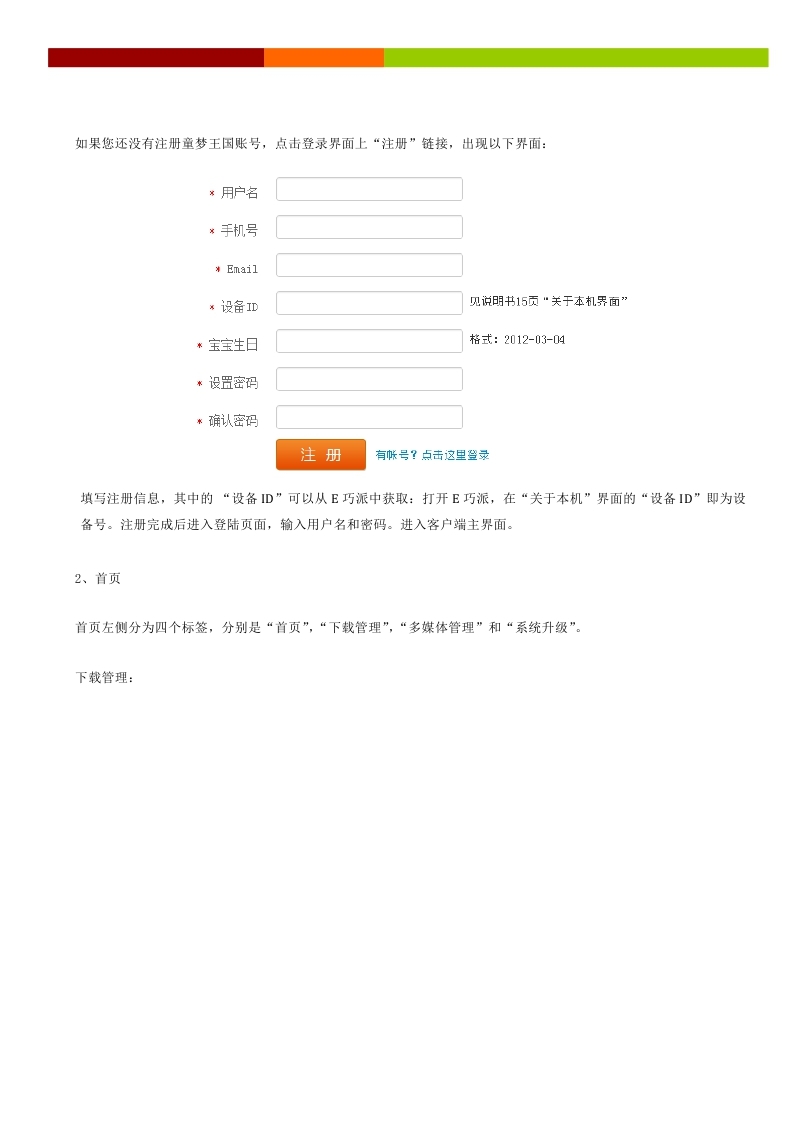 如果您还没有注册童梦王国账号，点击登录界面上“注册”链接，出现以下界面：
* 用户名
* 手机号
* Email
* 设备ID 见说明书15页“关于本机界面”
* 宝宝生日 格式：2012-03-04
* 设置密码
* 确认密码
注 册 有帐号？点击这里登录
填写注册信息，其中的 “设备 ID”可以从 E 巧派中获取：打开 E 巧派，在“关于本机”界面的“设备 ID”即为设
备号。注册完成后进入登陆页面，输入用户名和密码。进入客户端主界面。
2、首页
首页左侧分为四个标签，分别是“首页”，“下载管理”，“多媒体管理”和“系统升级”。
下载管理：